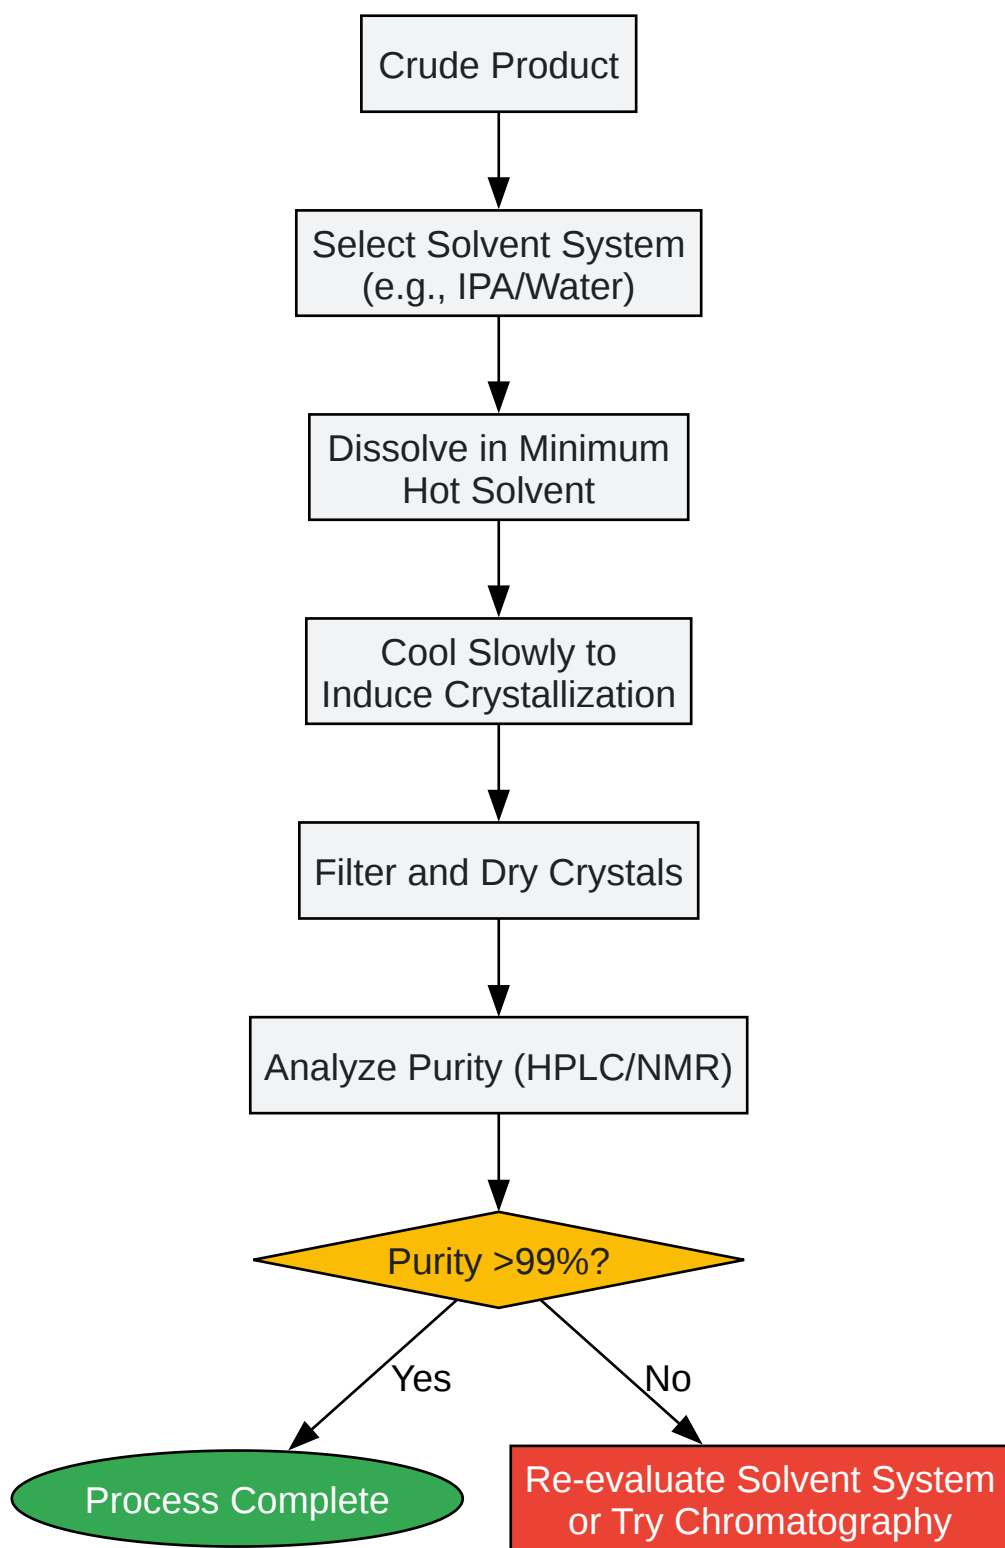 Crude Product
Select Solvent System
(e.g., IPA/Water)
Dissolve in Minimum
Hot Solvent
Cool Slowly to
Induce Crystallization
Filter and Dry Crystals
Analyze Purity (HPLC/NMR)
Purity >99%?
Yes
No
Process Complete
Re-evaluate Solvent System
or Try Chromatography